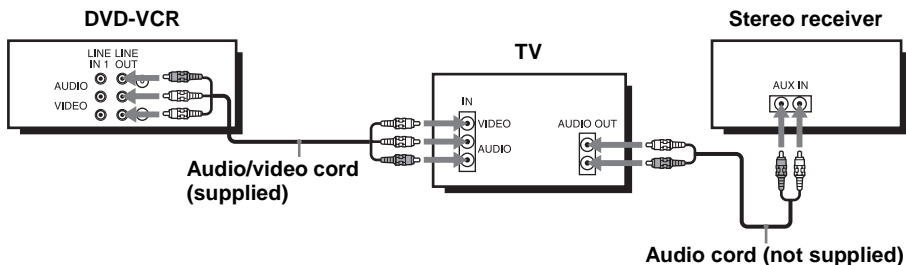 DVD-VCR
LINE IN 1
LINE OUT
AUDIO
VIDEO
Audio/video cord
(supplied)
TV
IN
VIDEO
AUDIO
AUDIO OUT
Stereo receiver
AUX IN
Audio cord (not supplied)